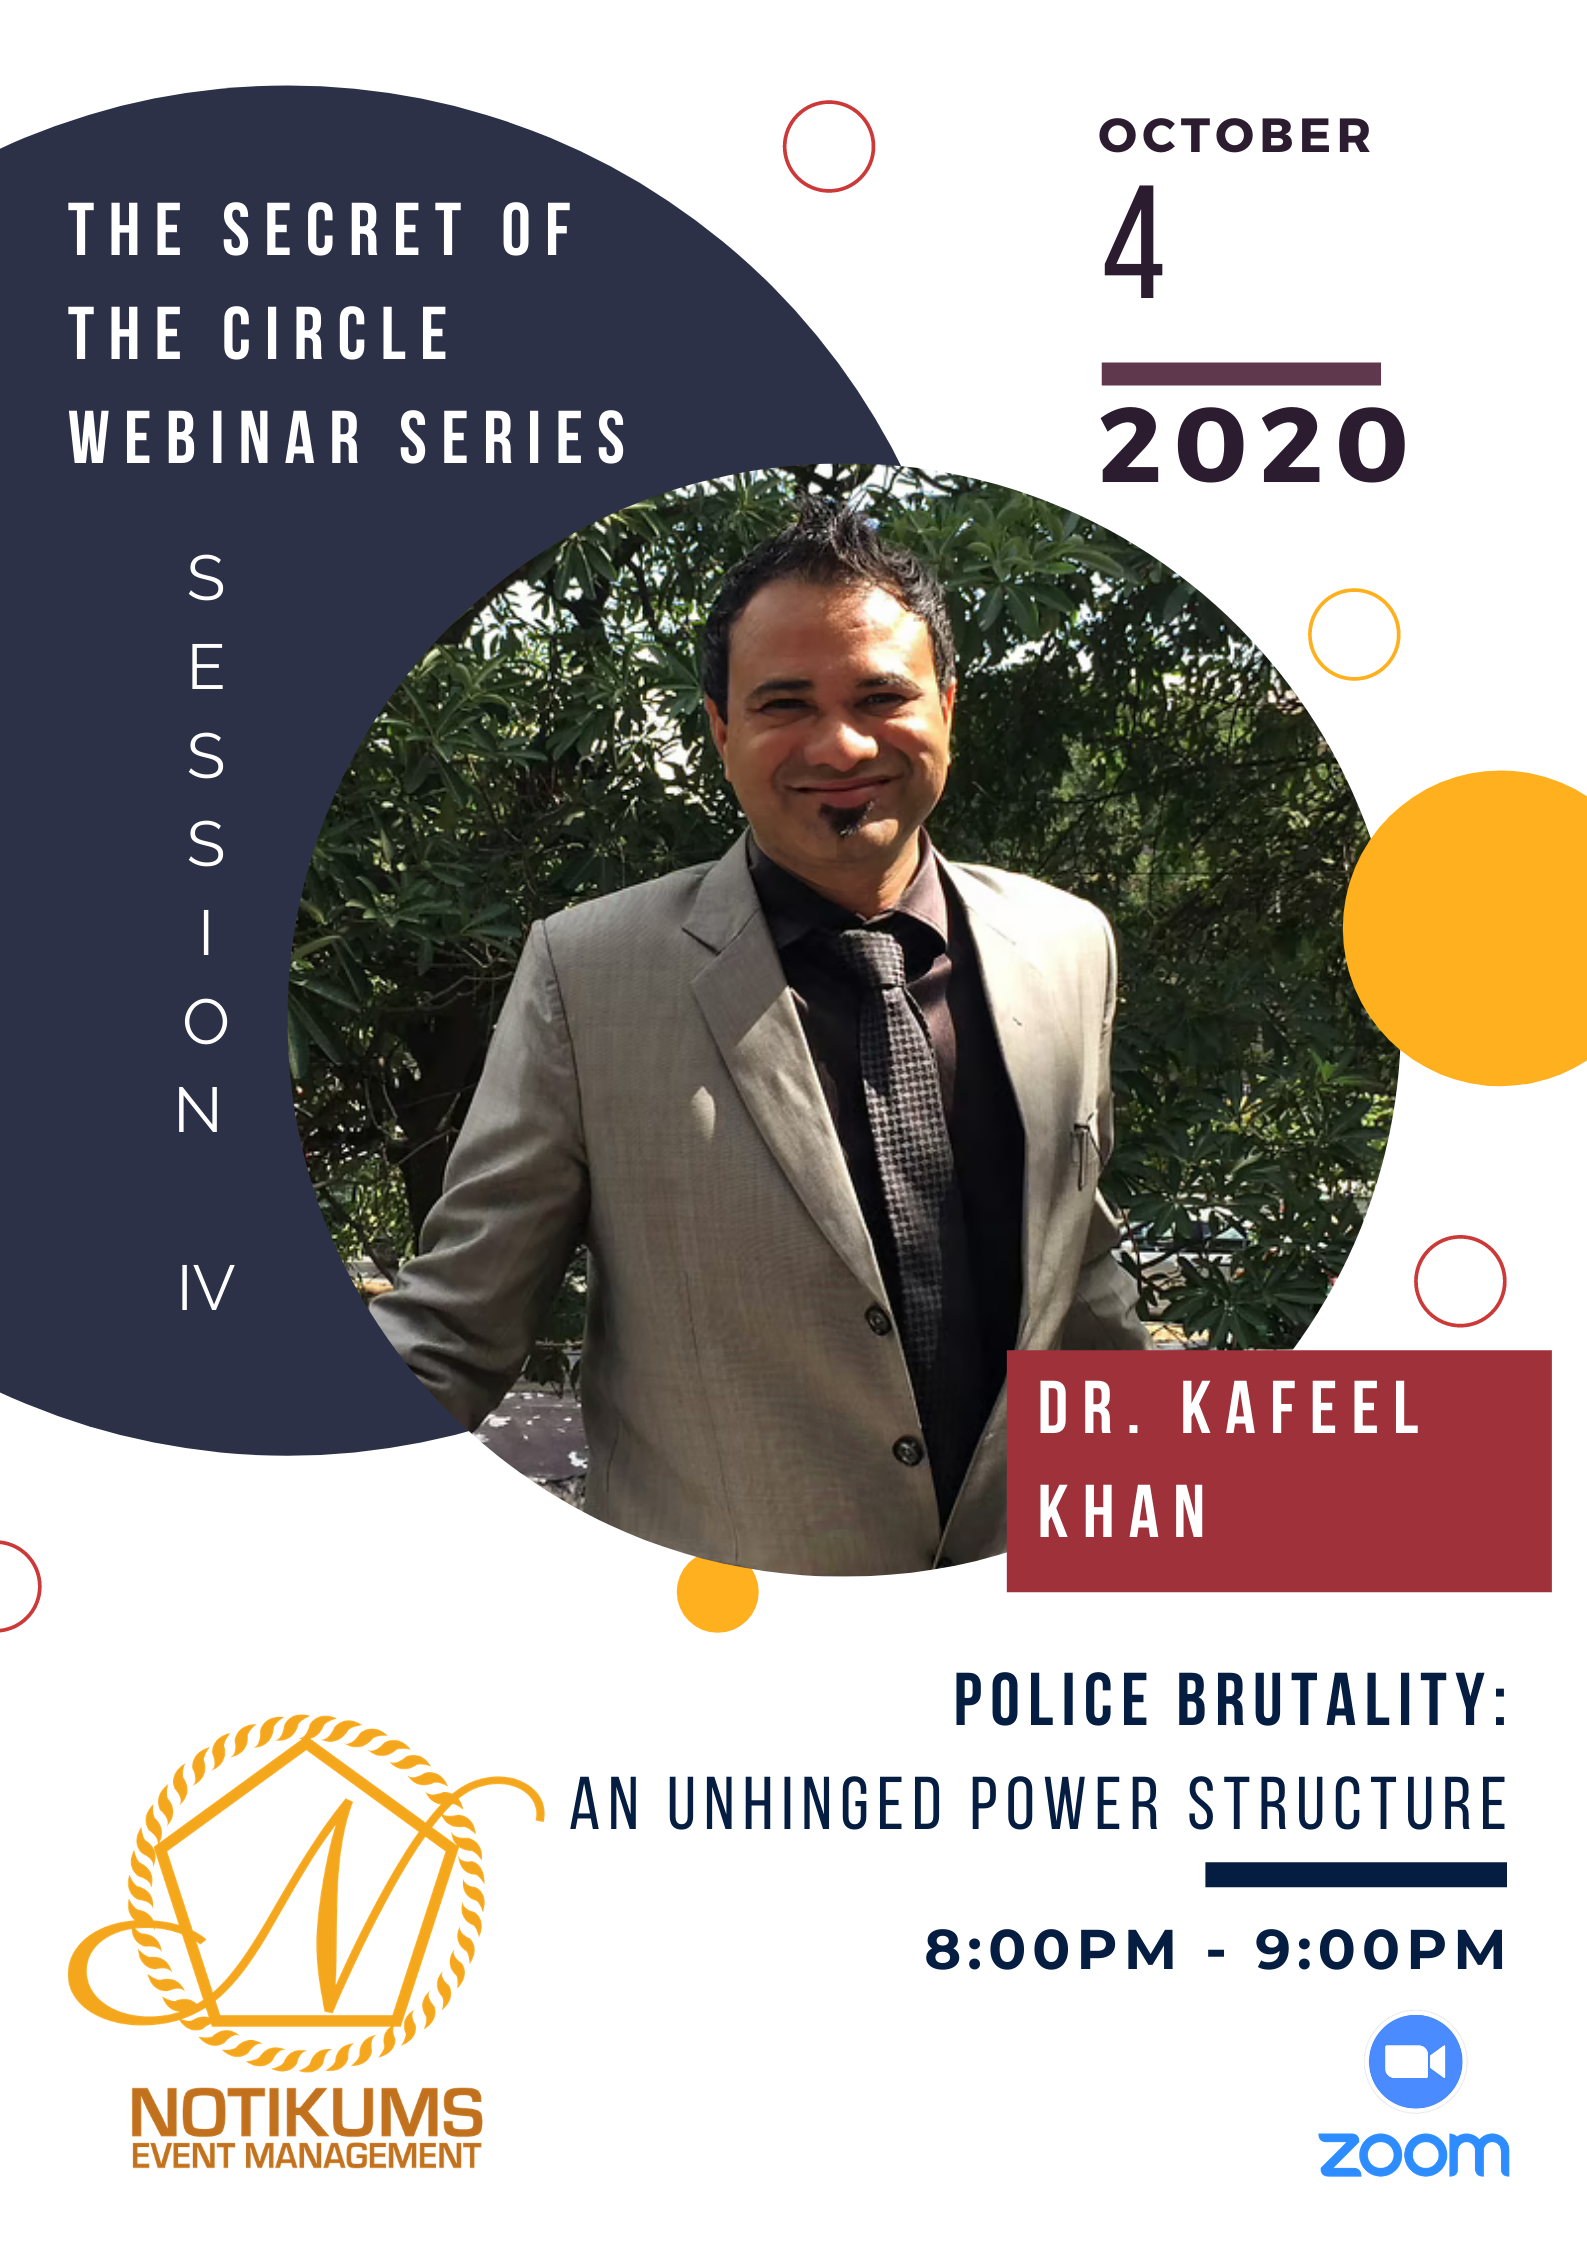 THE SECRET OF
THE CIRCLE
WEBINAR SERIES
OCTOBER
4
2020
SESSION
IV
DR. KAFEEL
KHAN
POLICE BRUTALITY:
AN UNHINGED POWER STRUCTURE
8:00PM - 9:00PM
N
NOTIKUMS
EVENT MANAGEMENT
zoom